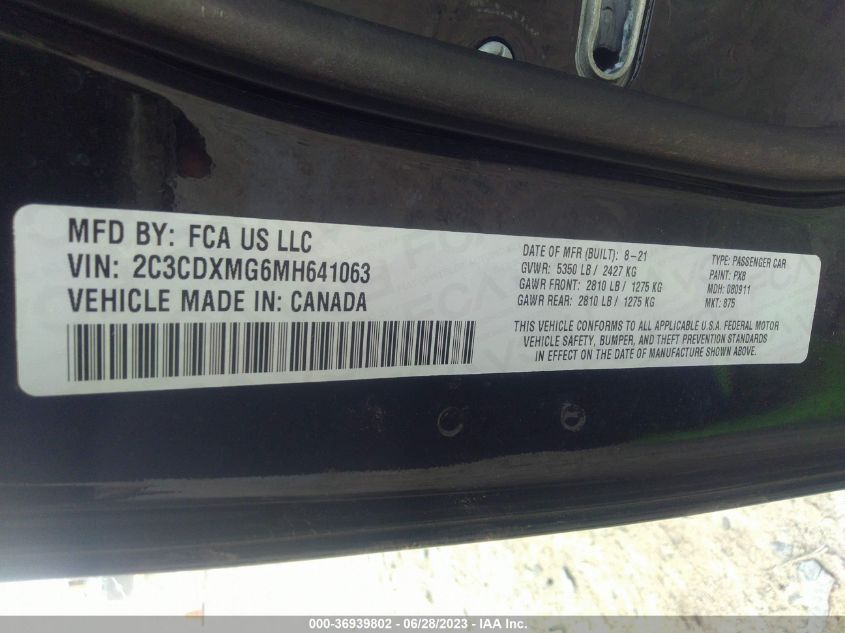 MFD BY: FCA US LLC
VIN: 2C3CDXMG6MH641063
VEHICLE MADE IN: CANADA
DATE OF MFR (BUILT): 8-21
GVWR: 5350 LB / 2427 KG
GAWR FRONT: 2810 LB / 1275 KG
GAWR REAR: 2810 LB / 1275 KG
TYPE: PASSENGER CAR
PAINT: PX8
MDH: 080911
MKT: 875
THIS VEHICLE CONFORMS TO ALL APPLICABLE U.S.A. FEDERAL MOTOR
VEHICLE SAFETY, BUMPER, AND THEFT PREVENTION STANDARDS
IN EFFECT ON THE DATE OF MANUFACTURE SHOWN ABOVE.
000-36939802 - 06/28/2023 - IAA Inc.